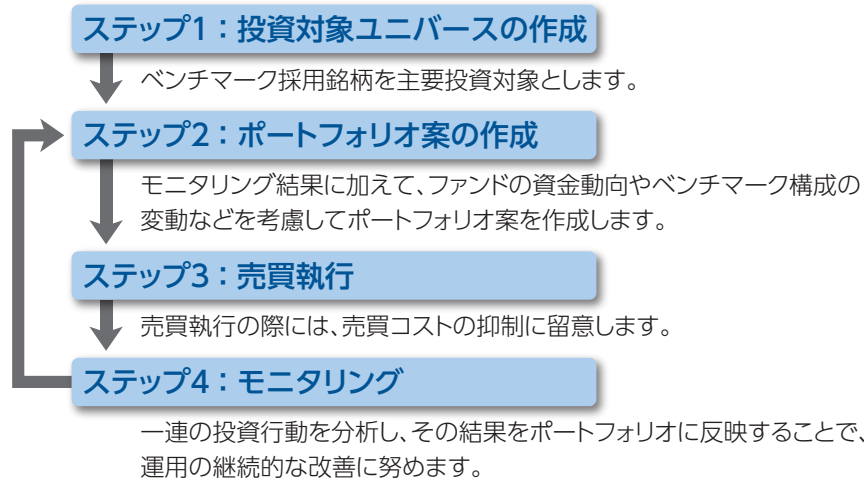 ステップ1：投資対象ユニバースの作成
ベンチマーク採用銘柄を主要投資対象とします。
ステップ2：ポートフォリオ案の作成
モニタリング結果に加えて、ファンドの資金動向やベンチマーク構成の
変動などを考慮してポートフォリオ案を作成します。
ステップ3：売買執行
売買執行の際には、売買コストの抑制に留意します。
ステップ4：モニタリング
一連の投資行動を分析し、その結果をポートフォリオに反映することで、
運用の継続的な改善に努めます。